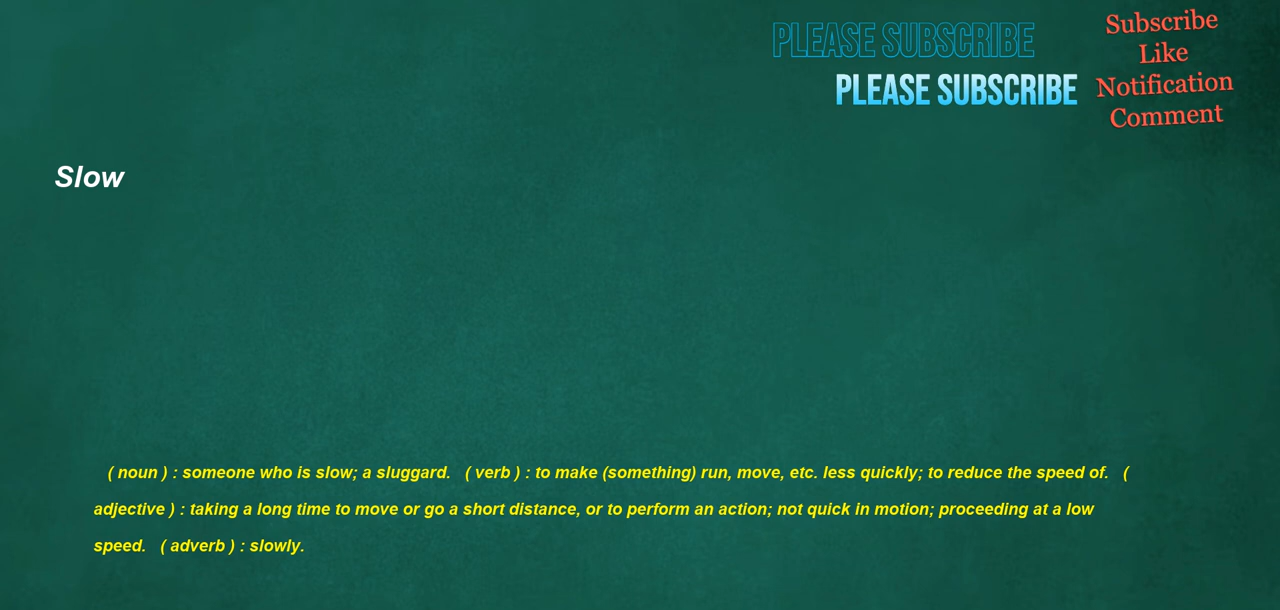 PLEASE SUBSCRIBE
PLEASE SUBSCRIBE
Subscribe
Like
Notification
Comment
Slow
( noun ) : someone who is slow; a sluggard. ( verb ) : to make (something) run, move, etc. less quickly; to reduce the speed of. (
adjective ) : taking a long time to move or go a short distance, or to perform an action; not quick in motion; proceeding at a low
speed. ( adverb ) : slowly.